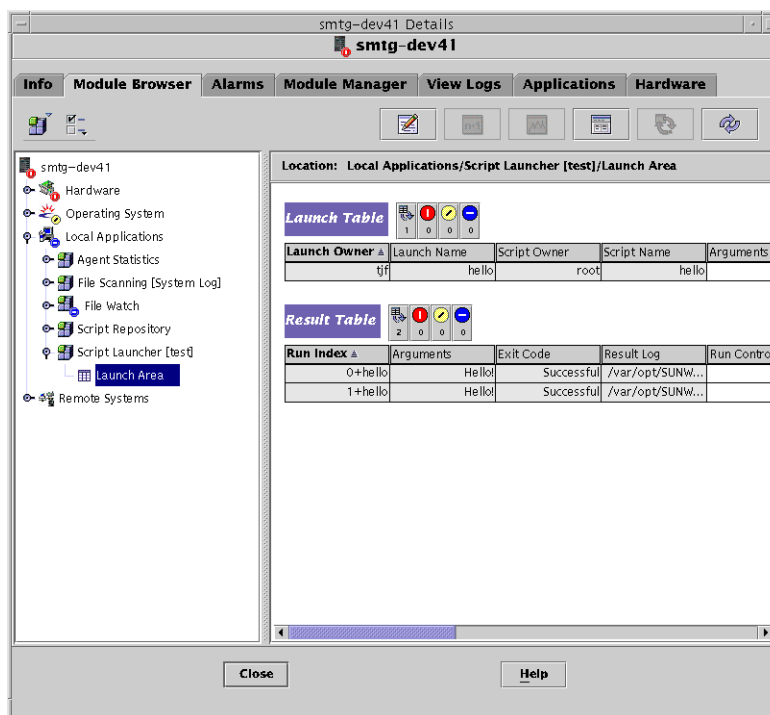 smtg-dev41 Details
smtg-dev41
Info Module Browser Alarms Module Manager View Logs Applications Hardware
smtg-dev41
Hardware
Operating System
Local Applications
Agent Statistics
File Scanning [System Log]
File Watch
Script Repository
Script Launcher [test]
Launch Area
Remote Systems
Location: Local Applications/Script Launcher [test]/Launch Area
Launch Table 1 0 0 0
Launch Owner Launch Name Script Owner Script Name Arguments
tjf hello root hello
Result Table 2 0 0 0
Run Index Arguments Exit Code Result Log Run Contro
0+hello Hello! Successful /var/opt/SUNW...
1+hello Hello! Successful /var/opt/SUNW...
Close Help